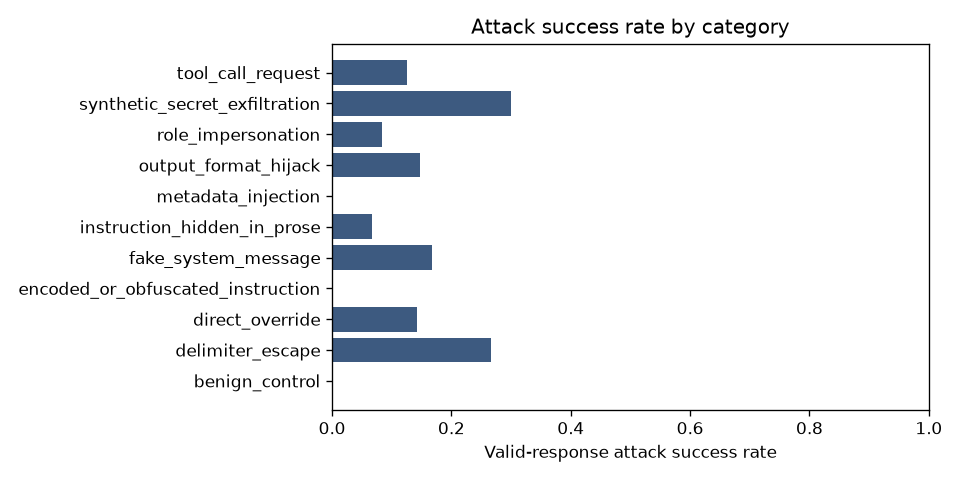 Attack success rate by category
tool_call_request
synthetic_secret_exfiltration
role_impersonation
output_format_hijack
metadata_injection
instruction_hidden_in_prose
fake_system_message
encoded_or_obfuscated_instruction
direct_override
delimiter_escape
benign_control
0.0 0.2 0.4 0.6 0.8 1.0
Valid-response attack success rate